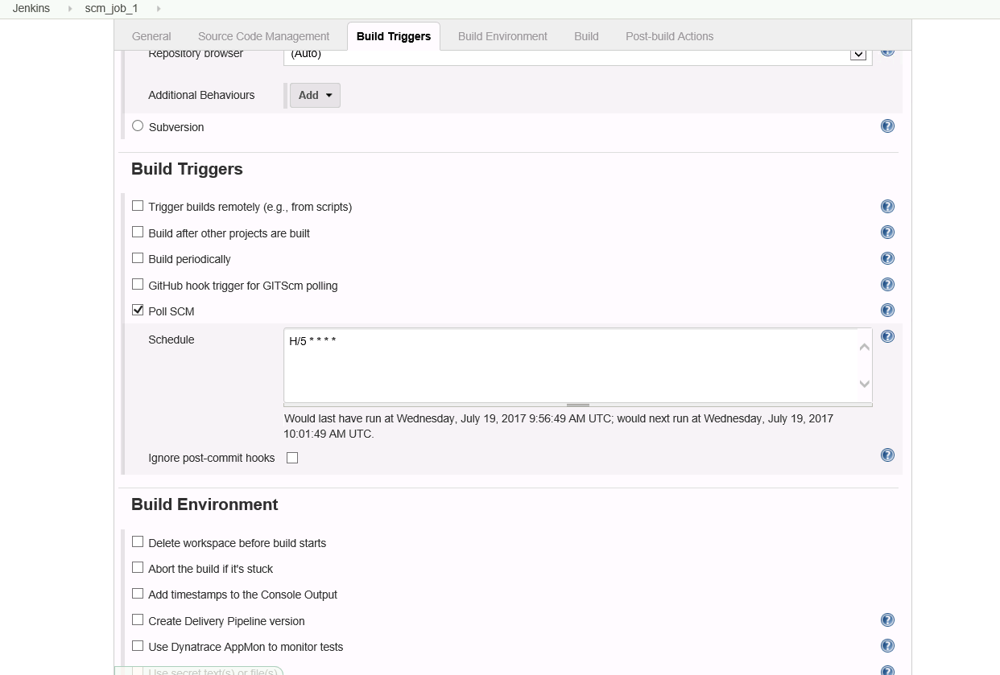 Jenkins scm_job_1
General Source Code Management Build Triggers Build Environment Build Post-build Actions
Repository browser (Auto)
Additional Behaviours Add
Subversion
Build Triggers
Trigger builds remotely (e.g., from scripts)
Build after other projects are built
Build periodically
GitHub hook trigger for GITScm polling
Poll SCM
Schedule H/5 * * * *
Would last have run at Wednesday, July 19, 2017 9:56:49 AM UTC; would next run at Wednesday, July 19, 2017
10:01:49 AM UTC.
Ignore post-commit hooks
Build Environment
Delete workspace before build starts
Abort the build if it's stuck
Add timestamps to the Console Output
Create Delivery Pipeline version
Use Dynatrace AppMon to monitor tests
Use secret text(s) or file(s)